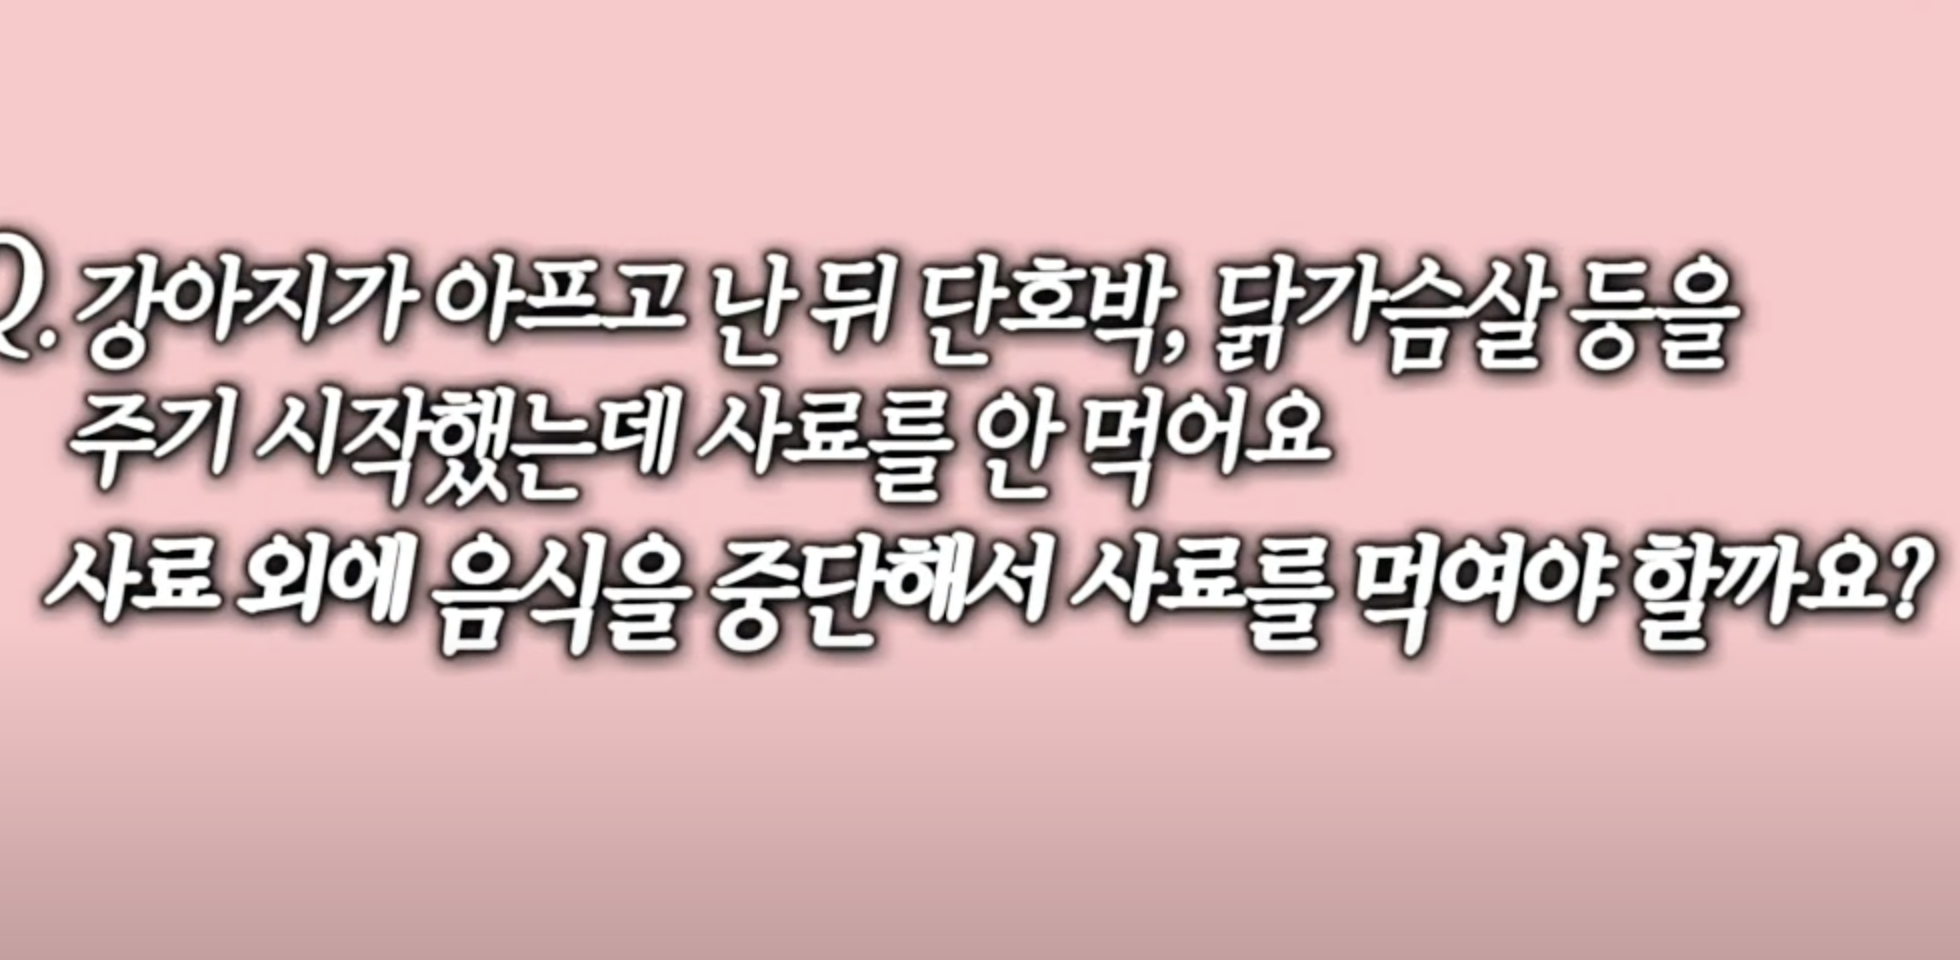 Q. 강아지가 아프고 난 뒤 단호박, 닭가슴살 등을
주기 시작했는데 사료를 안 먹어요
사료 외에 음식을 중단해서 사료를 먹여야 할까요?